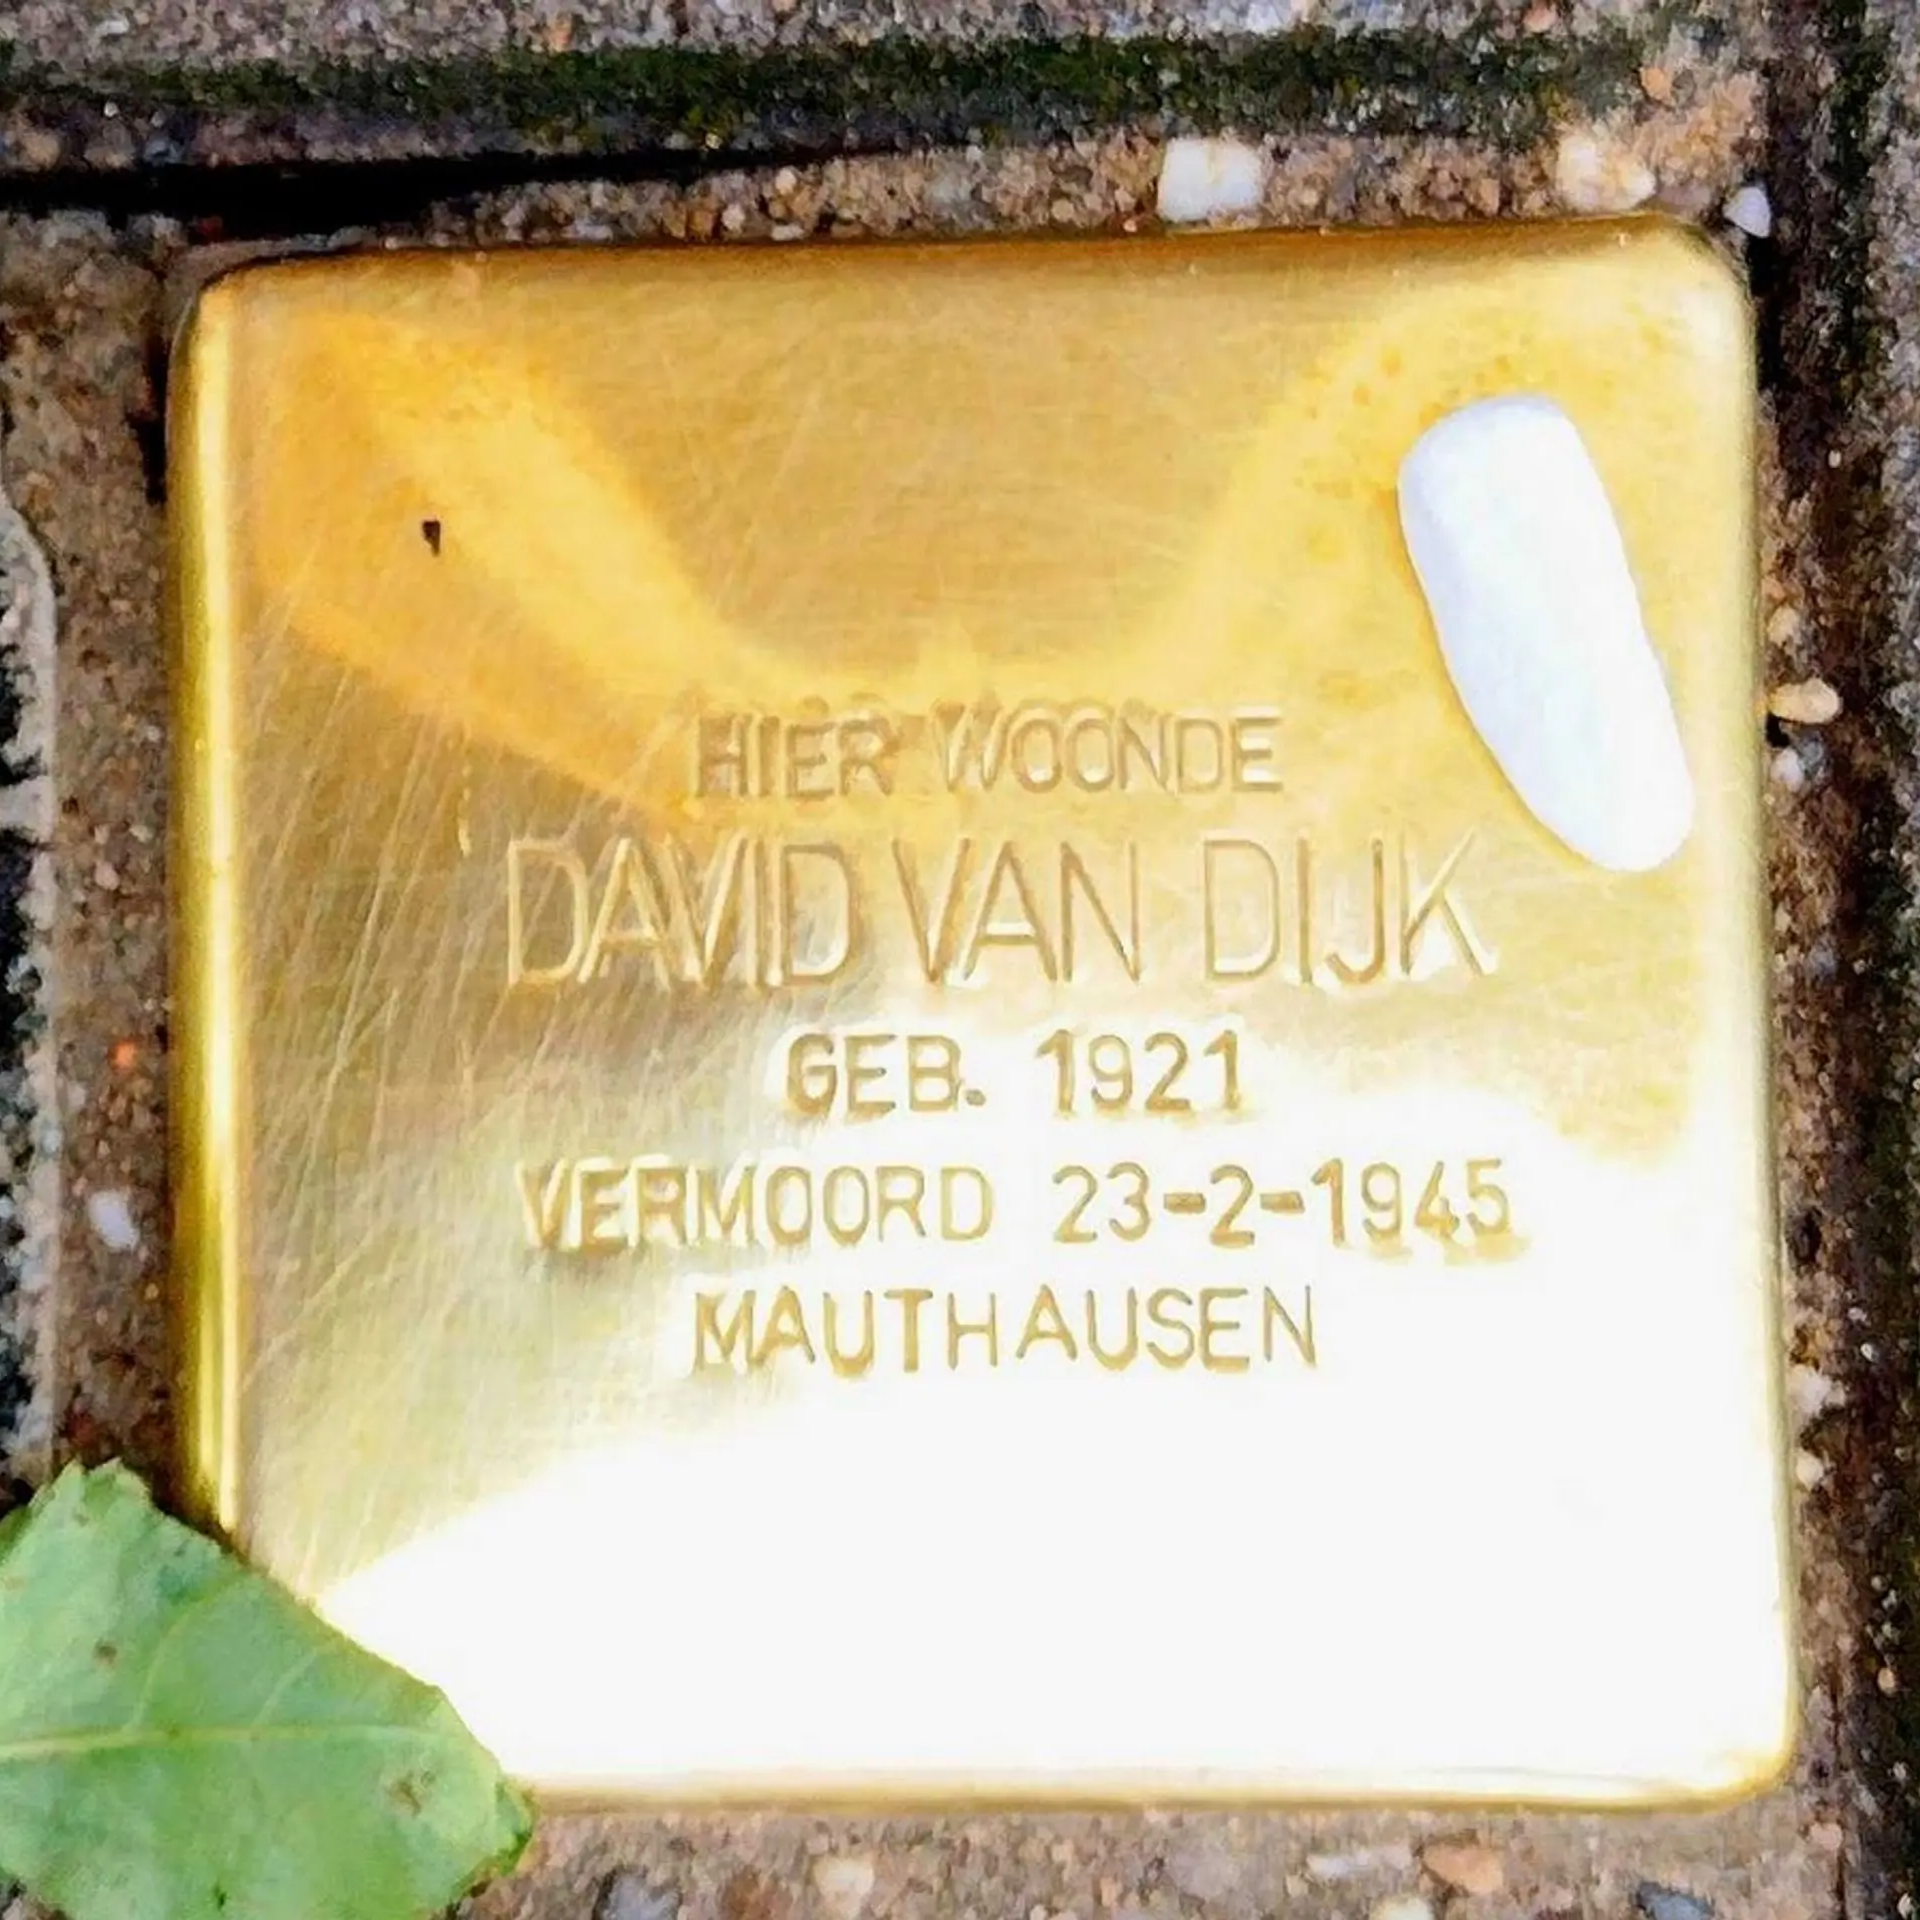 HIER WOONDE
DAVID VAN DIJK
GEB. 1921
VERMOORD 23-2-1945
MAUTHAUSEN